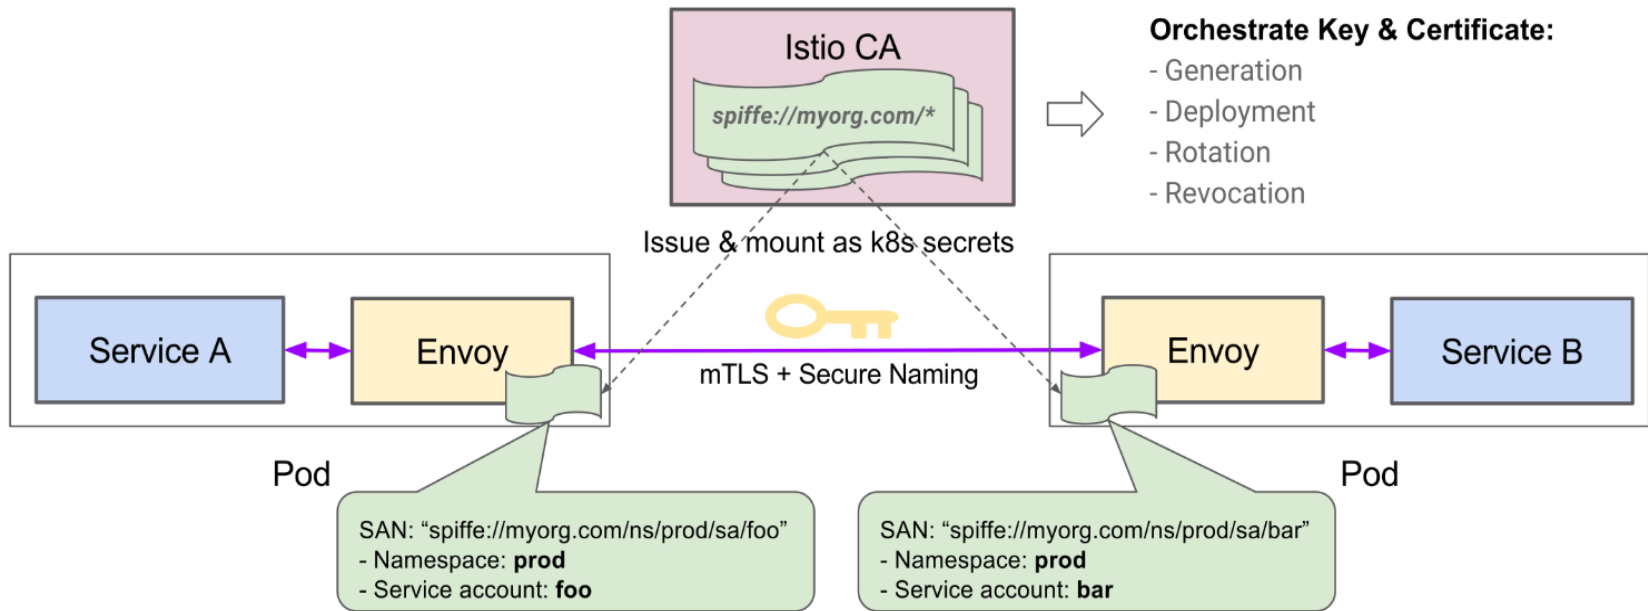 Istio CA
spiffe://myorg.com/*
Orchestrate Key & Certificate:
- Generation
- Deployment
- Rotation
- Revocation
Issue & mount as k8s secrets
Service A
Envoy
mTLS + Secure Naming
Envoy
Service B
Pod
Pod
SAN: “spiffe://myorg.com/ns/prod/sa/foo”
- Namespace: prod
- Service account: foo
SAN: “spiffe://myorg.com/ns/prod/sa/bar”
- Namespace: prod
- Service account: bar